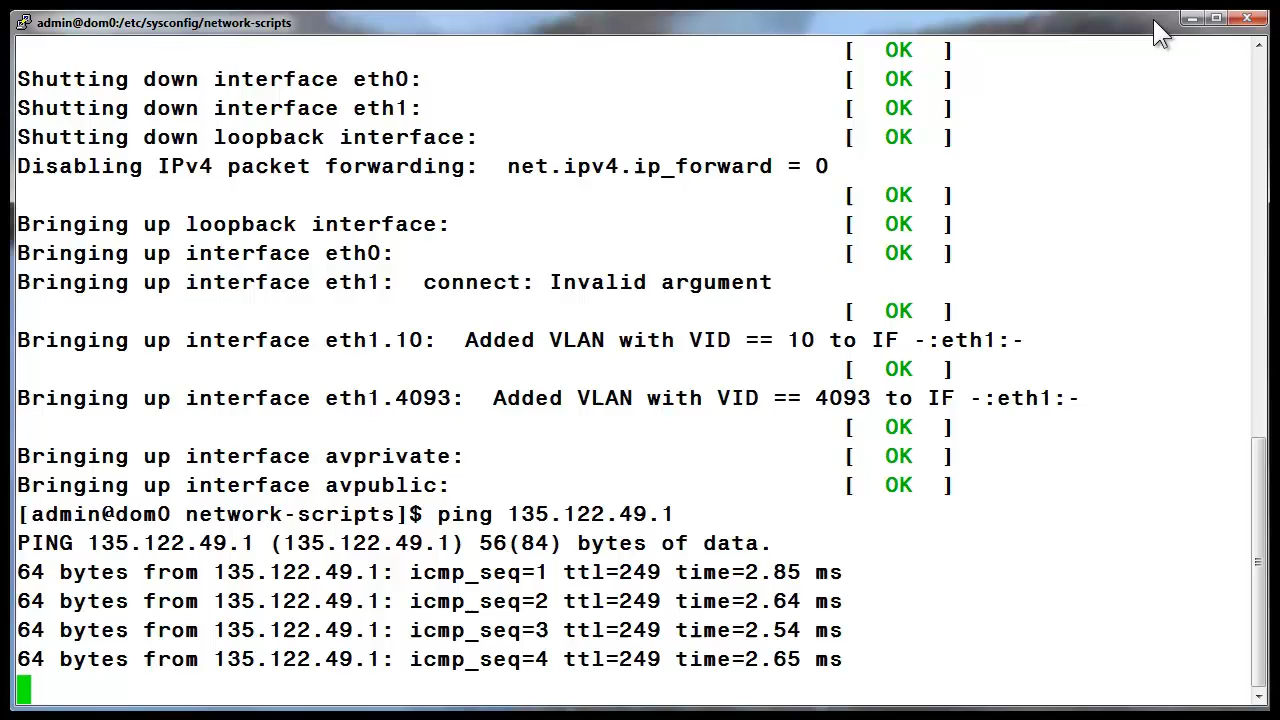 admin@dom0:/etc/sysconfig/network-scripts
[ OK ]
Shutting down interface eth0: [ OK ]
Shutting down interface eth1: [ OK ]
Shutting down loopback interface: [ OK ]
Disabling IPv4 packet forwarding: net.ipv4.ip_forward = 0
[ OK ]
Bringing up loopback interface: [ OK ]
Bringing up interface eth0: [ OK ]
Bringing up interface eth1: connect: Invalid argument
[ OK ]
Bringing up interface eth1.10: Added VLAN with VID == 10 to IF -:eth1:-
[ OK ]
Bringing up interface eth1.4093: Added VLAN with VID == 4093 to IF -:eth1:-
[ OK ]
Bringing up interface avprivate: [ OK ]
Bringing up interface avpublic: [ OK ]
[admin@dom0 network-scripts]$ ping 135.122.49.1
PING 135.122.49.1 (135.122.49.1) 56(84) bytes of data.
64 bytes from 135.122.49.1: icmp_seq=1 ttl=249 time=2.85 ms
64 bytes from 135.122.49.1: icmp_seq=2 ttl=249 time=2.64 ms
64 bytes from 135.122.49.1: icmp_seq=3 ttl=249 time=2.54 ms
64 bytes from 135.122.49.1: icmp_seq=4 ttl=249 time=2.65 ms